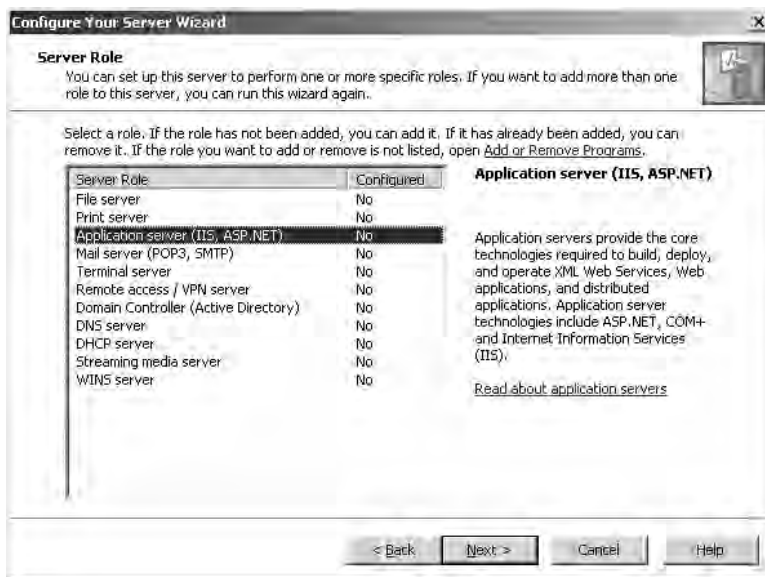 Configure Your Server Wizard
Server Role
You can set up this server to perform one or more specific roles. If you want to add more than one
role to this server, you can run this wizard again.
Select a role. If the role has not been added, you can add it. If it has already been added, you can
remove it. If the role you want to add or remove is not listed, open Add or Remove Programs.
Server Role Configured
File server No
Print server No
Application server (IIS, ASP.NET) No
Mail server (POP3, SMTP) No
Terminal server No
Remote access / VPN server No
Domain Controller (Active Directory) No
DNS server No
DHCP server No
Streaming media server No
WINS server No
Application server (IIS, ASP.NET)
Application servers provide the core
technologies required to build, deploy,
and operate XML Web Services, Web
applications, and distributed
applications. Application server
technologies include ASP.NET, COM+
and Internet Information Services
(IIS).
Read about application servers
< Back Next > Cancel Help